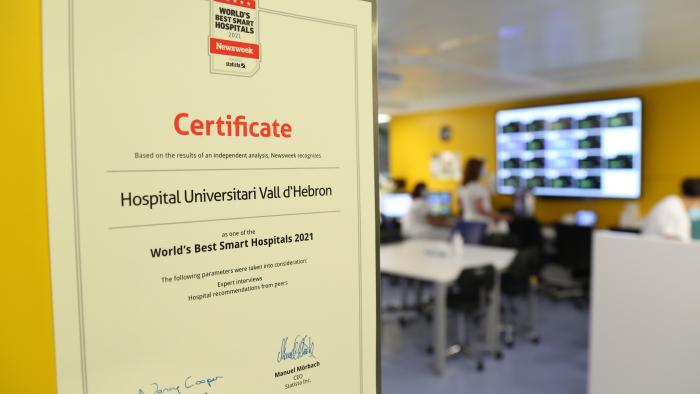 WORLD'S
BEST SMART
HOSPITALS
2021
Newsweek
statista
Certificate
Based on the results of an independent analysis, Newsweek recognizes
Hospital Universitari Vall d'Hebron
as one of the
World's Best Smart Hospitals 2021
The following parameters were taken into consideration:
Expert interviews
Hospital recommendations from peers
Nancy Cooper
Manuel Mörbach
CEO
Statista Inc.